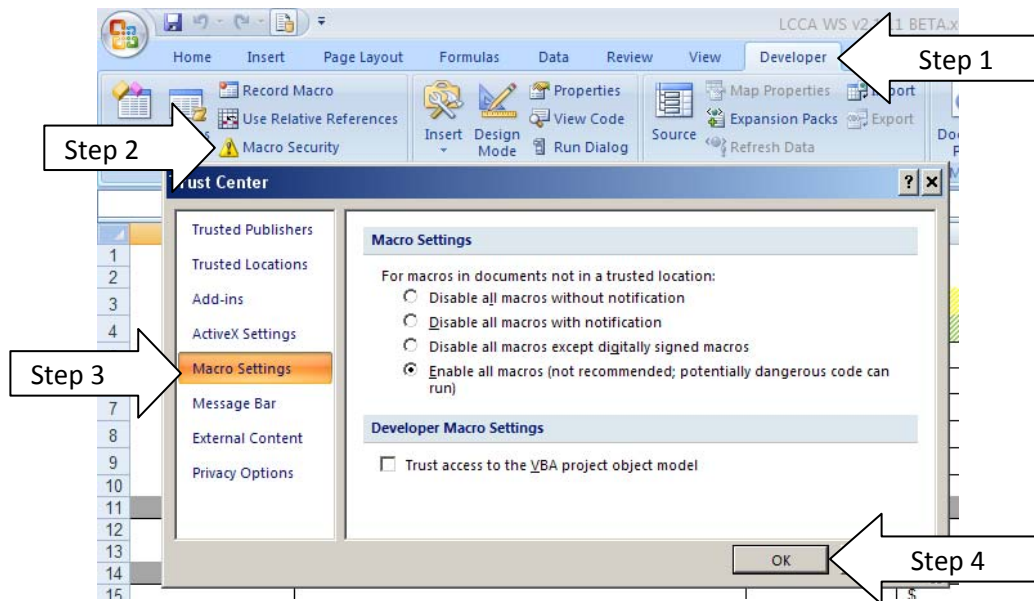 LCCA WS v2. 11 BETA.x
Home Insert Page Layout Formulas Data Review View Developer
Step 1
Record Macro
Use Relative References
Macro Security
Step 2
Insert
Design
Mode
Properties
View Code
Run Dialog
Source
Map Properties
Expansion Packs
Refresh Data
Export
Trust Center
Trusted Publishers
Trusted Locations
Add-ins
ActiveX Settings
Macro Settings
Message Bar
External Content
Privacy Options
Step 3
Macro Settings
For macros in documents not in a trusted location:
Disable all macros without notification
Disable all macros with notification
Disable all macros except digitally signed macros
Enable all macros (not recommended; potentially dangerous code can
run)
Developer Macro Settings
Trust access to the VBA project object model
OK
Step 4
1
2
3
4
7
8
9
10
11
12
13
14
15
$